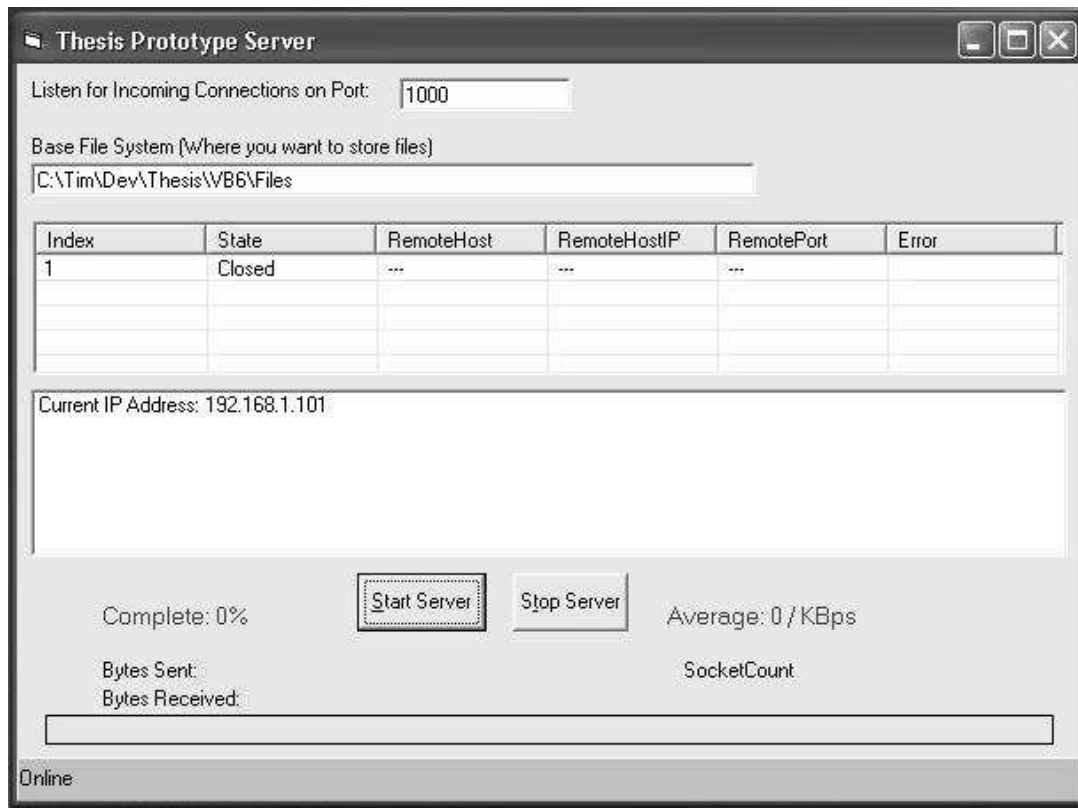 Thesis Prototype Server
Listen for Incoming Connections on Port: 1000
Base File System (Where you want to store files)
C:\Tim\Dev\Thesis\VB6\Files
Index State RemoteHost RemoteHostIP RemotePort Error
1 Closed --- --- ---
Current IP Address: 192.168.1.101
Complete: 0% Start Server Stop Server Average: 0 / KBps
Bytes Sent: SocketCount
Bytes Received:
Online